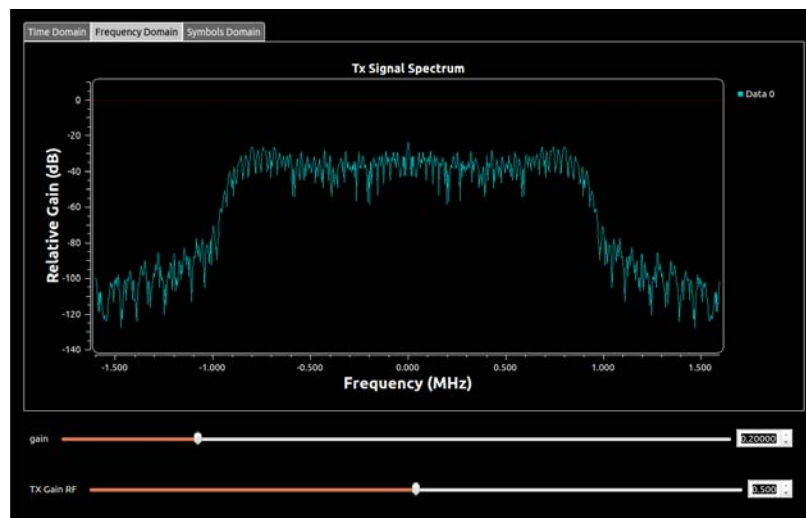 Time Domain Frequency Domain Symbols Domain
Tx Signal Spectrum
Data 0
Relative Gain (dB)
0
-20
-40
-60
-80
-100
-120
-140
-1.500 -1.000 -0.500 0.000 0.500 1.000 1.500
Frequency (MHz)
gain 0.20000
TX Gain RF 0.500